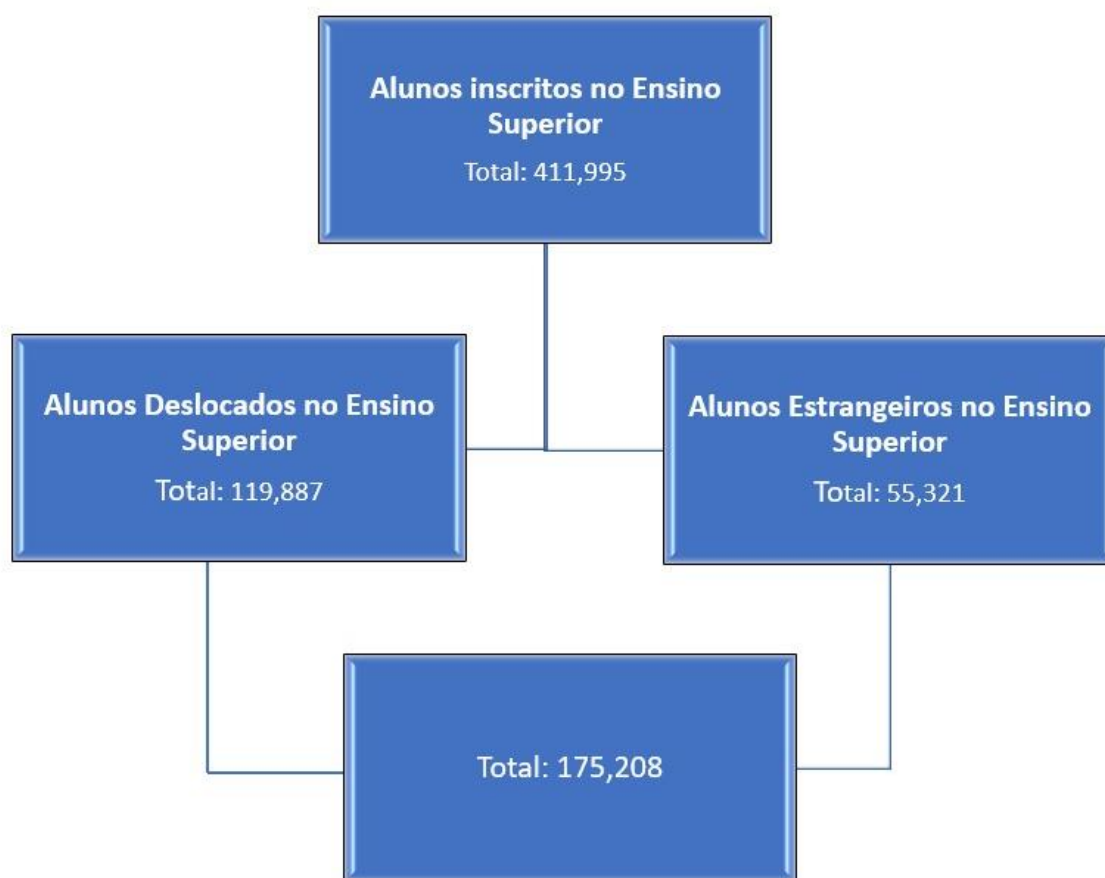 Alunos inscritos no Ensino
Superior
Total: 411,995
Alunos Deslocados no Ensino
Superior
Total: 119,887
Alunos Estrangeiros no Ensino
Superior
Total: 55,321
Total: 175,208